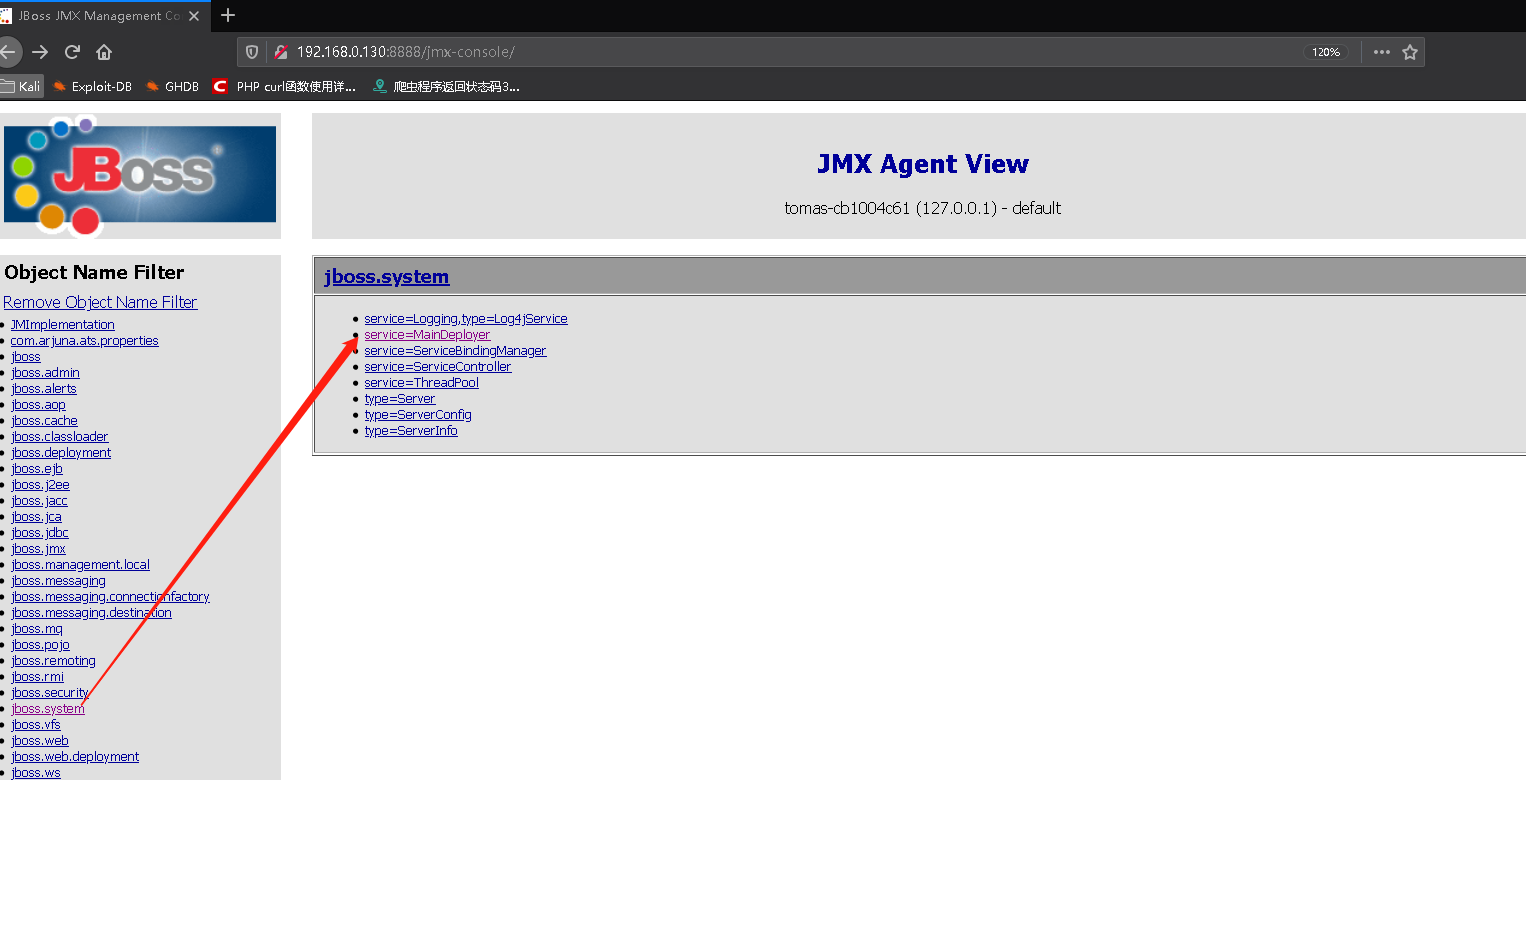 JBoss JMX Management Co
192.168.0.130:8888/jmx-console/
120%
Kali
Exploit-DB
GHDB
PHP curl函数使用详...
爬虫程序返回状态码3...
JBoss
JMX Agent View
tomas-cb1004c61 (127.0.0.1) - default
Object Name Filter
Remove Object Name Filter
JMImplementation
com.arjuna.ats.properties
jboss
jboss.admin
jboss.alerts
jboss.aop
jboss.cache
jboss.classloader
jboss.deployment
jboss.ejb
jboss.j2ee
jboss.jacc
jboss.jca
jboss.jdbc
jboss.jmx
jboss.management.local
jboss.messaging
jboss.messaging.connectionfactory
jboss.messaging.destination
jboss.mq
jboss.pojo
jboss.remoting
jboss.rmi
jboss.security
jboss.system
jboss.vfs
jboss.web
jboss.web.deployment
jboss.ws
jboss.system
service=Logging,type=Log4jService
service=MainDeployer
service=ServiceBindingManager
service=ServiceController
service=ThreadPool
type=Server
type=ServerConfig
type=ServerInfo